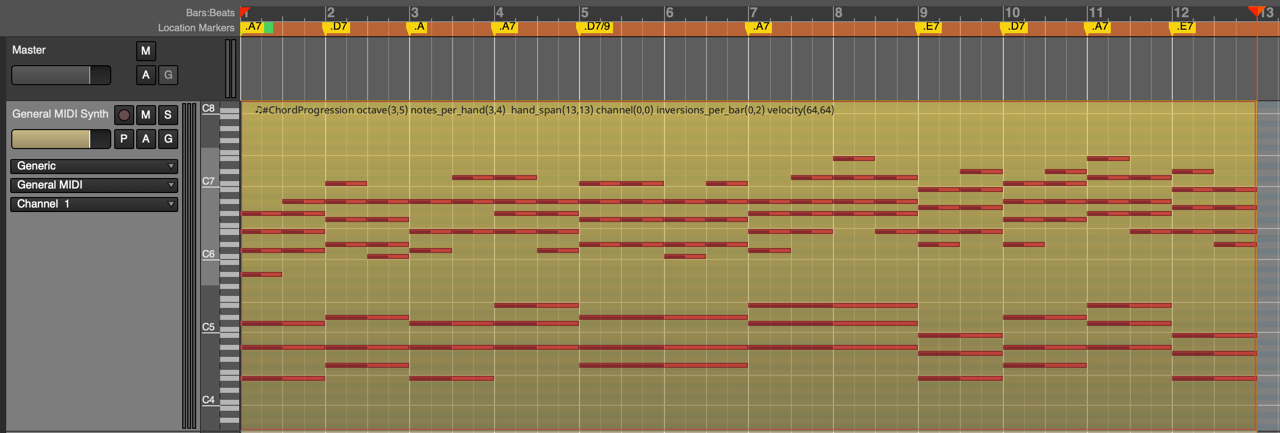 Bars:Beats 1 2 3 4 5 6 7 8 9 10 11 12 13
Location Markers .A7 .D7 .A .A7 .D7/9 .A7 .E7 .D7 .A7 .E7
Master M
A G
General MIDI Synth M S
P A G
Generic
General MIDI
Channel 1
C8
♫#ChordProgression octave(3,5) notes_per_hand(3,4) hand_span(13,13) channel(0,0) inversions_per_bar(0,2) velocity(64,64)
C7
C6
C5
C4